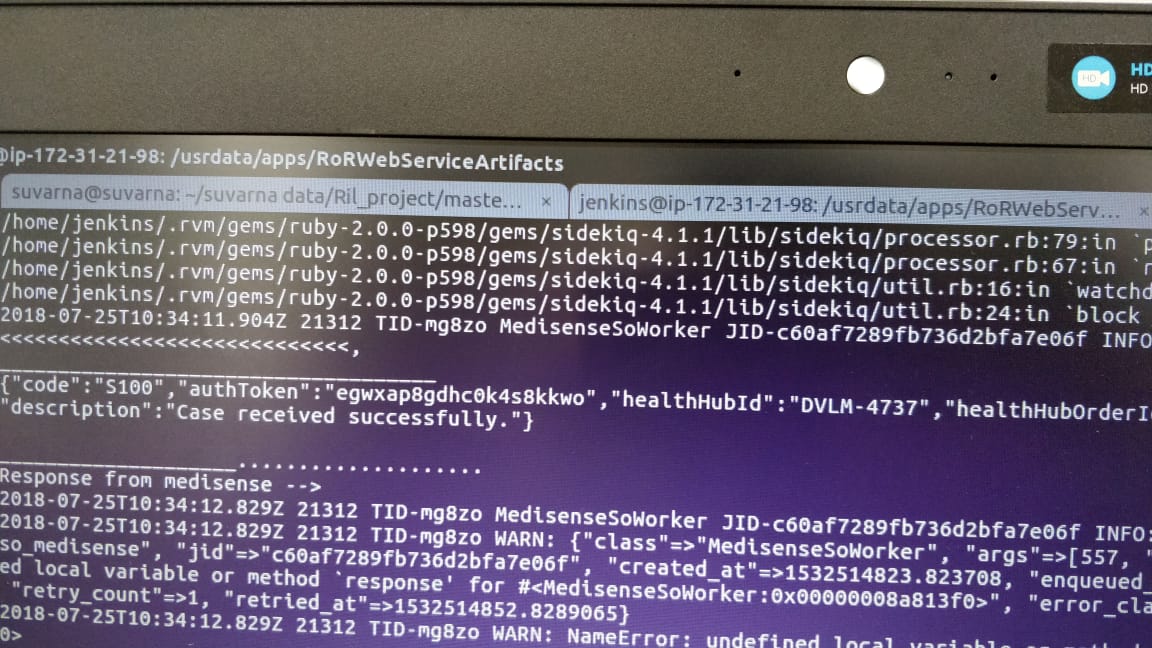 HD
HD
HD
@ip-172-31-21-98: /usrdata/apps/RoRWebServiceArtifacts
suvarna@suvarna: ~/suvarna data/Ril_project/maste... ×
jenkins@ip-172-31-21-98: /usrdata/apps/RoRWebServ... ×
/home/jenkins/.rvm/gems/ruby-2.0.0-p598/gems/sidekiq-4.1.1/lib/sidekiq/processor.rb:79:in `p
/home/jenkins/.rvm/gems/ruby-2.0.0-p598/gems/sidekiq-4.1.1/lib/sidekiq/processor.rb:67:in `r
/home/jenkins/.rvm/gems/ruby-2.0.0-p598/gems/sidekiq-4.1.1/lib/sidekiq/util.rb:16:in `watchd
/home/jenkins/.rvm/gems/ruby-2.0.0-p598/gems/sidekiq-4.1.1/lib/sidekiq/util.rb:24:in `block
2018-07-25T10:34:11.904Z 21312 TID-mg8zo MedisenseSoWorker JID-c60af7289fb736d2bfa7e06f INFO
<<<<<<<<<<<<<<<<<<<<<<<<<<<<<<,
_____________________________________
{"code":"S100","authToken":"egwxap8gdhc0k4s8kkwo","healthHubId":"DVLM-4737","healthHubOrderI
"description":"Case received successfully."}
____________________.....................
Response from medisense -->
2018-07-25T10:34:12.829Z 21312 TID-mg8zo MedisenseSoWorker JID-c60af7289fb736d2bfa7e06f INFO:
2018-07-25T10:34:12.829Z 21312 TID-mg8zo WARN: {"class"=>"MedisenseSoWorker", "args"=>[557, "
so_medisense", "jid"=>"c60af7289fb736d2bfa7e06f", "created_at"=>1532514823.823708, "enqueued_
ed local variable or method `response' for #<MedisenseSoWorker:0x00000008a813f0>", "error_cla
"retry_count"=>1, "retried_at"=>1532514852.8289065}
2018-07-25T10:34:12.829Z 21312 TID-mg8zo WARN: NameError: undefined local variable or method
0>